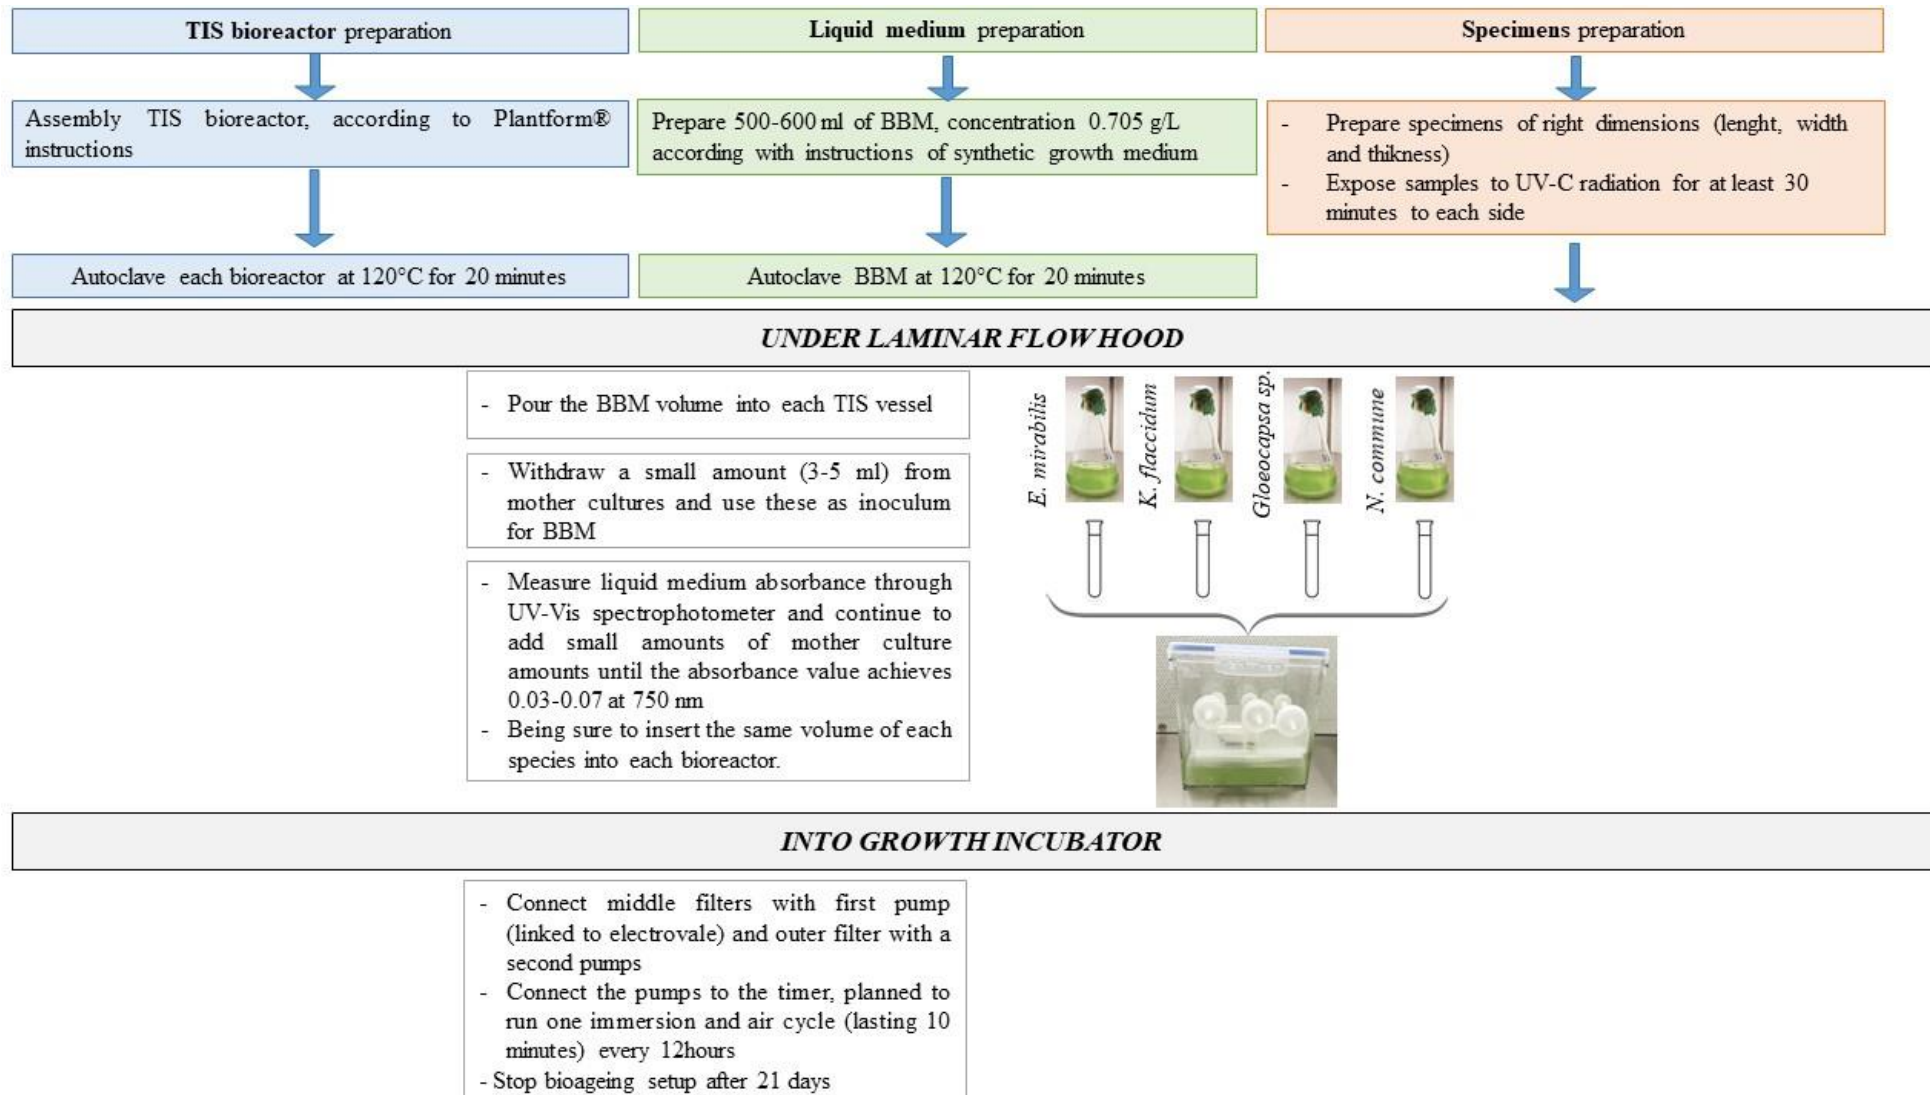 TIS bioreactor preparation
Assembly TIS bioreactor, according to Plantform®
instructions
Autoclave each bioreactor at 120°C for 20 minutes
Liquid medium preparation
Prepare 500-600 ml of BBM, concentration 0.705 g/L
according with instructions of synthetic growth medium
Autoclave BBM at 120°C for 20 minutes
Specimens preparation
- Prepare specimens of right dimensions (lenght, width
and thikness)
- Expose samples to UV-C radiation for at least 30
minutes to each side
UNDER LAMINAR FLOW HOOD
- Pour the BBM volume into each TIS vessel
- Withdraw a small amount (3-5 ml) from
mother cultures and use these as inoculum
for BBM
- Measure liquid medium absorbance through
UV-Vis spectrophotometer and continue to
add small amounts of mother culture
amounts until the absorbance value achieves
0.03-0.07 at 750 nm
- Being sure to insert the same volume of each
species into each bioreactor.
E. mirabilis
K. flaccidum
Gloeocapsa sp.
N. commune
INTO GROWTH INCUBATOR
- Connect middle filters with first pump
(linked to electrovale) and outer filter with a
second pumps
- Connect the pumps to the timer, planned to
run one immersion and air cycle (lasting 10
minutes) every 12hours
- Stop bioageing setup after 21 days